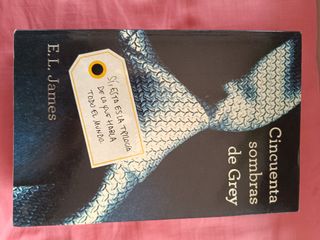 Cincuenta
sombras
de Grey
SÍ, ESTA ES LA TRILOGÍA
DE LA QUE HABLA
TODO EL MUNDO
E.L. James